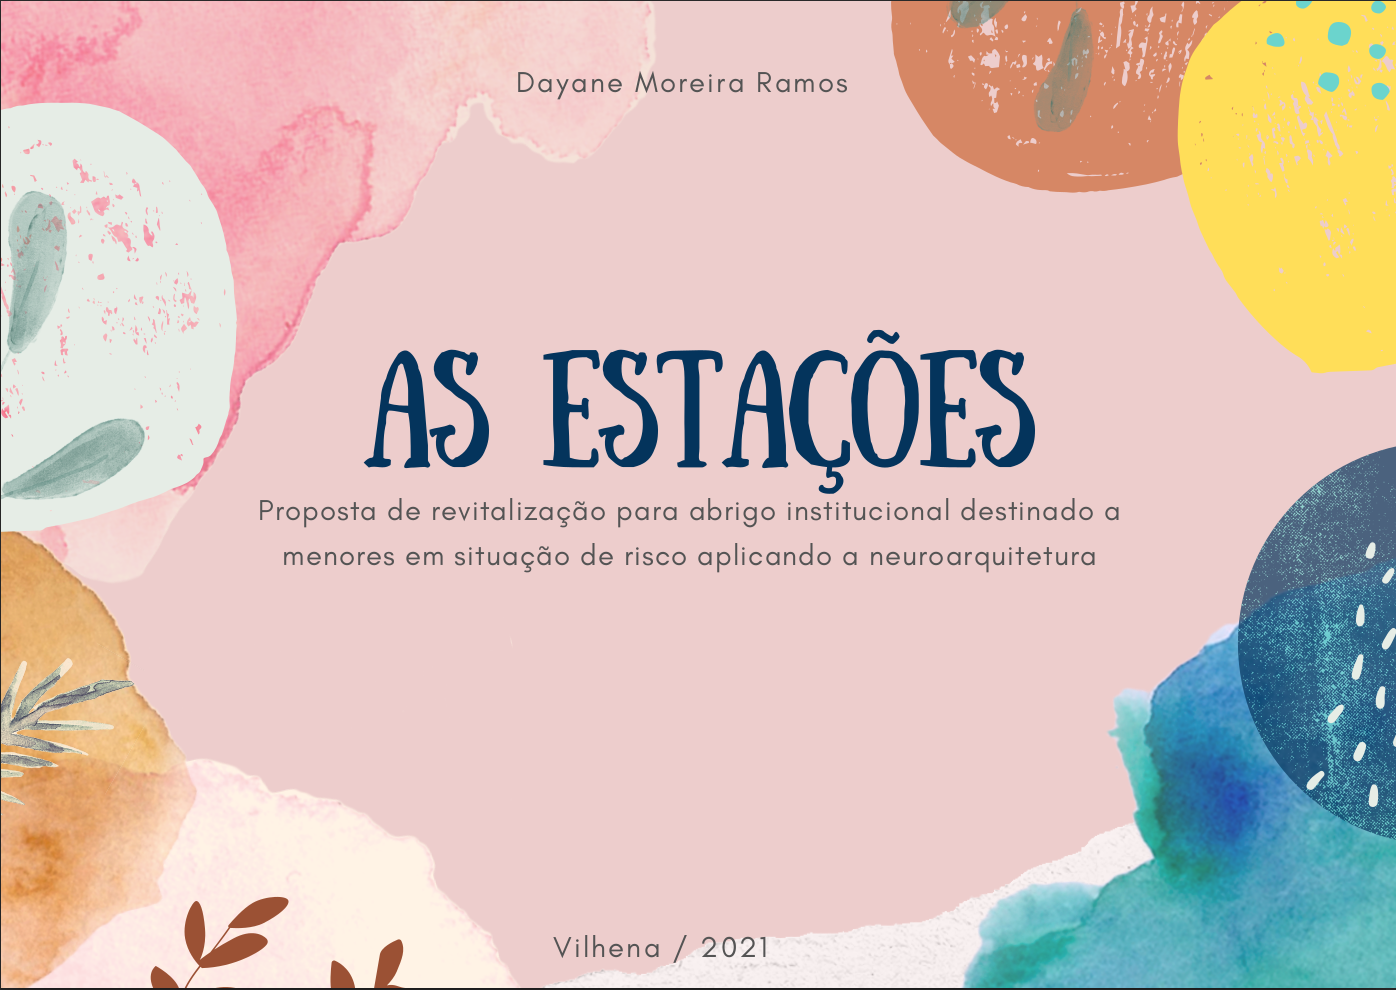 Dayane Moreira Ramos
AS ESTAÇÕES
Proposta de revitalização para abrigo institucional destinado a
menores em situação de risco aplicando a neuroarquitetura
Vilhena / 2021